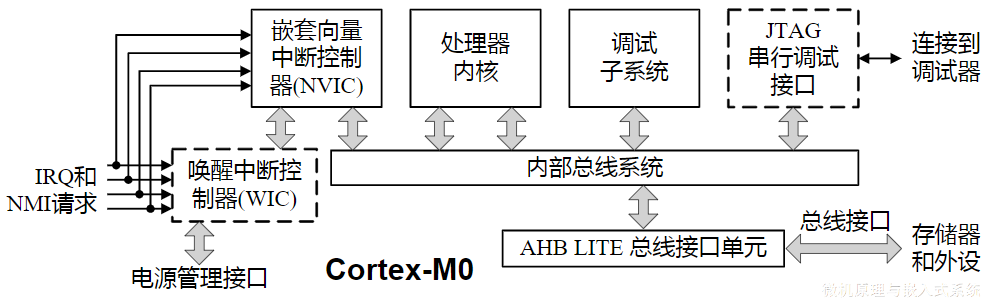 嵌套向量
中断控制
器(NVIC)
处理器
内核
调试
子系统
JTAG
串行调试
接口
连接到
调试器
IRQ和
NMI请求
唤醒中断控
制器(WIC)
内部总线系统
电源管理接口
Cortex-M0
AHB LITE 总线接口单元
总线接口
存储器
和外设
微机原理与嵌入式系统